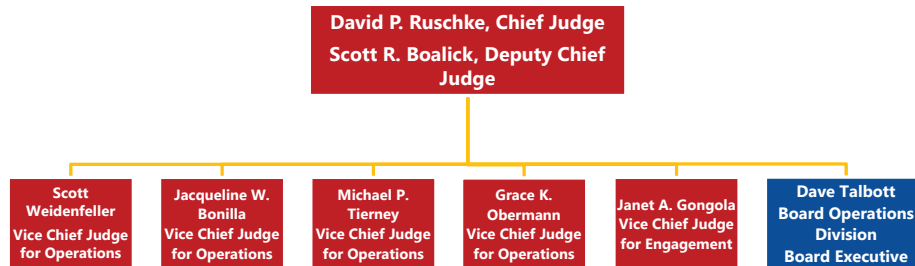 David P. Ruschke, Chief Judge
Scott R. Boalick, Deputy Chief
Judge
Scott
Weidenfeller
Vice Chief Judge
for Operations
Jacqueline W.
Bonilla
Vice Chief Judge
for Operations
Michael P.
Tierney
Vice Chief Judge
for Operations
Grace K.
Obermann
Vice Chief Judge
for Operations
Janet A. Gongola
Vice Chief Judge
for Engagement
Dave Talbott
Board Operations
Division
Board Executive